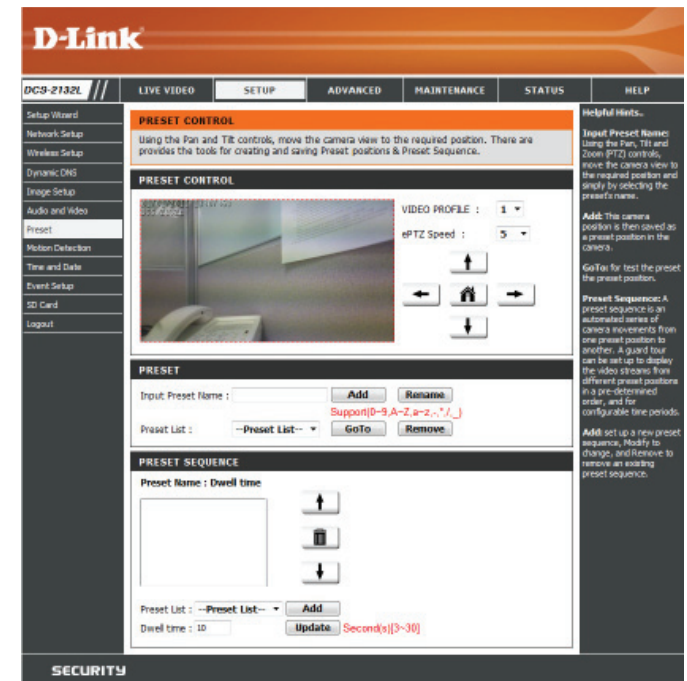 D-Link
DCS-2132L // LIVE VIDEO SETUP ADVANCED MAINTENANCE STATUS HELP
Setup Wizard
Network Setup
Wireless Setup
Dynamic DNS
Image Setup
Audio and Video
Preset
Motion Detection
Time and Date
Event Setup
SD Card
Logout
PRESET CONTROL
Using the Pan and Tilt controls, move the camera view to the required position. There are
provides the tools for creating and saving Preset positions & Preset Sequence.
PRESET CONTROL
VIDEO PROFILE : 1
ePTZ Speed : 5
PRESET
Input Preset Name : Add Rename
Support(0~9,A~Z,a~z,-,*,/,_)
Preset List : --Preset List-- GoTo Remove
PRESET SEQUENCE
Preset Name : Dwell time
Preset List : --Preset List-- Add
Dwell time : 10 Update Second(s)[3~30]
Helpful Hints..
Input Preset Name:
Using the Pan, Tilt and
Zoom (PTZ) controls,
move the camera view to
the required position and
simply by selecting the
preset's name.
Add: This camera
position is then saved as
a preset position in the
camera.
GoTo: for test the preset
the preset position.
Preset Sequence: A
preset sequence is an
automated series of
camera movements from
one preset position to
another. A guard tour
can be set up to display
the video streams from
different preset positions
in a pre-determined
order, and for
configurable time periods.
Add: set up a new preset
sequence, Modify to
change, and Remove to
remove an existing
preset sequence.
SECURITY